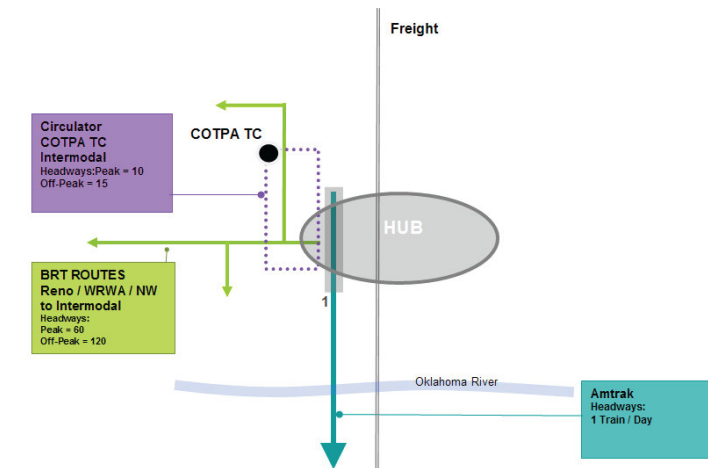 Freight
Circulator
COTPA TC
Intermodal
Headways:Peak = 10
Off-Peak = 15
COTPA TC
HUB
BRT ROUTES
Reno / WRWA / NW
to Intermodal
Headways:
Peak = 60
Off-Peak = 120
1
Oklahoma River
Amtrak
Headways:
1 Train / Day